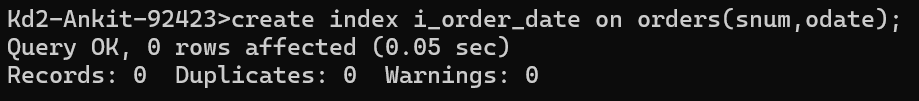 Kd2-Ankit-92423>create index i_order_date on orders(snum,odate);
Query OK, 0 rows affected (0.05 sec)
Records: 0  Duplicates: 0  Warnings: 0